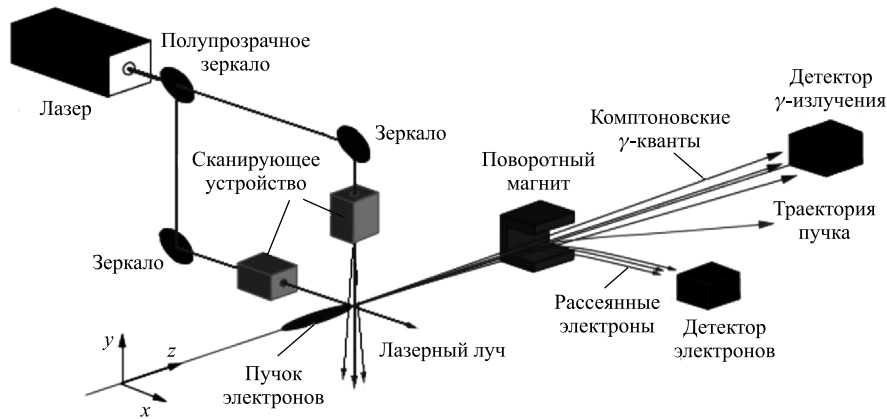 Полупрозрачное
зеркало
Лазер
Зеркало
Сканирующее
устройство
Зеркало
Пучок
электронов
Лазерный луч
y
z
x
Поворотный
магнит
Комптоновские
γ-кванты
Детектор
γ-излучения
Траектория
пучка
Рассеянные
электроны
Детектор
электронов